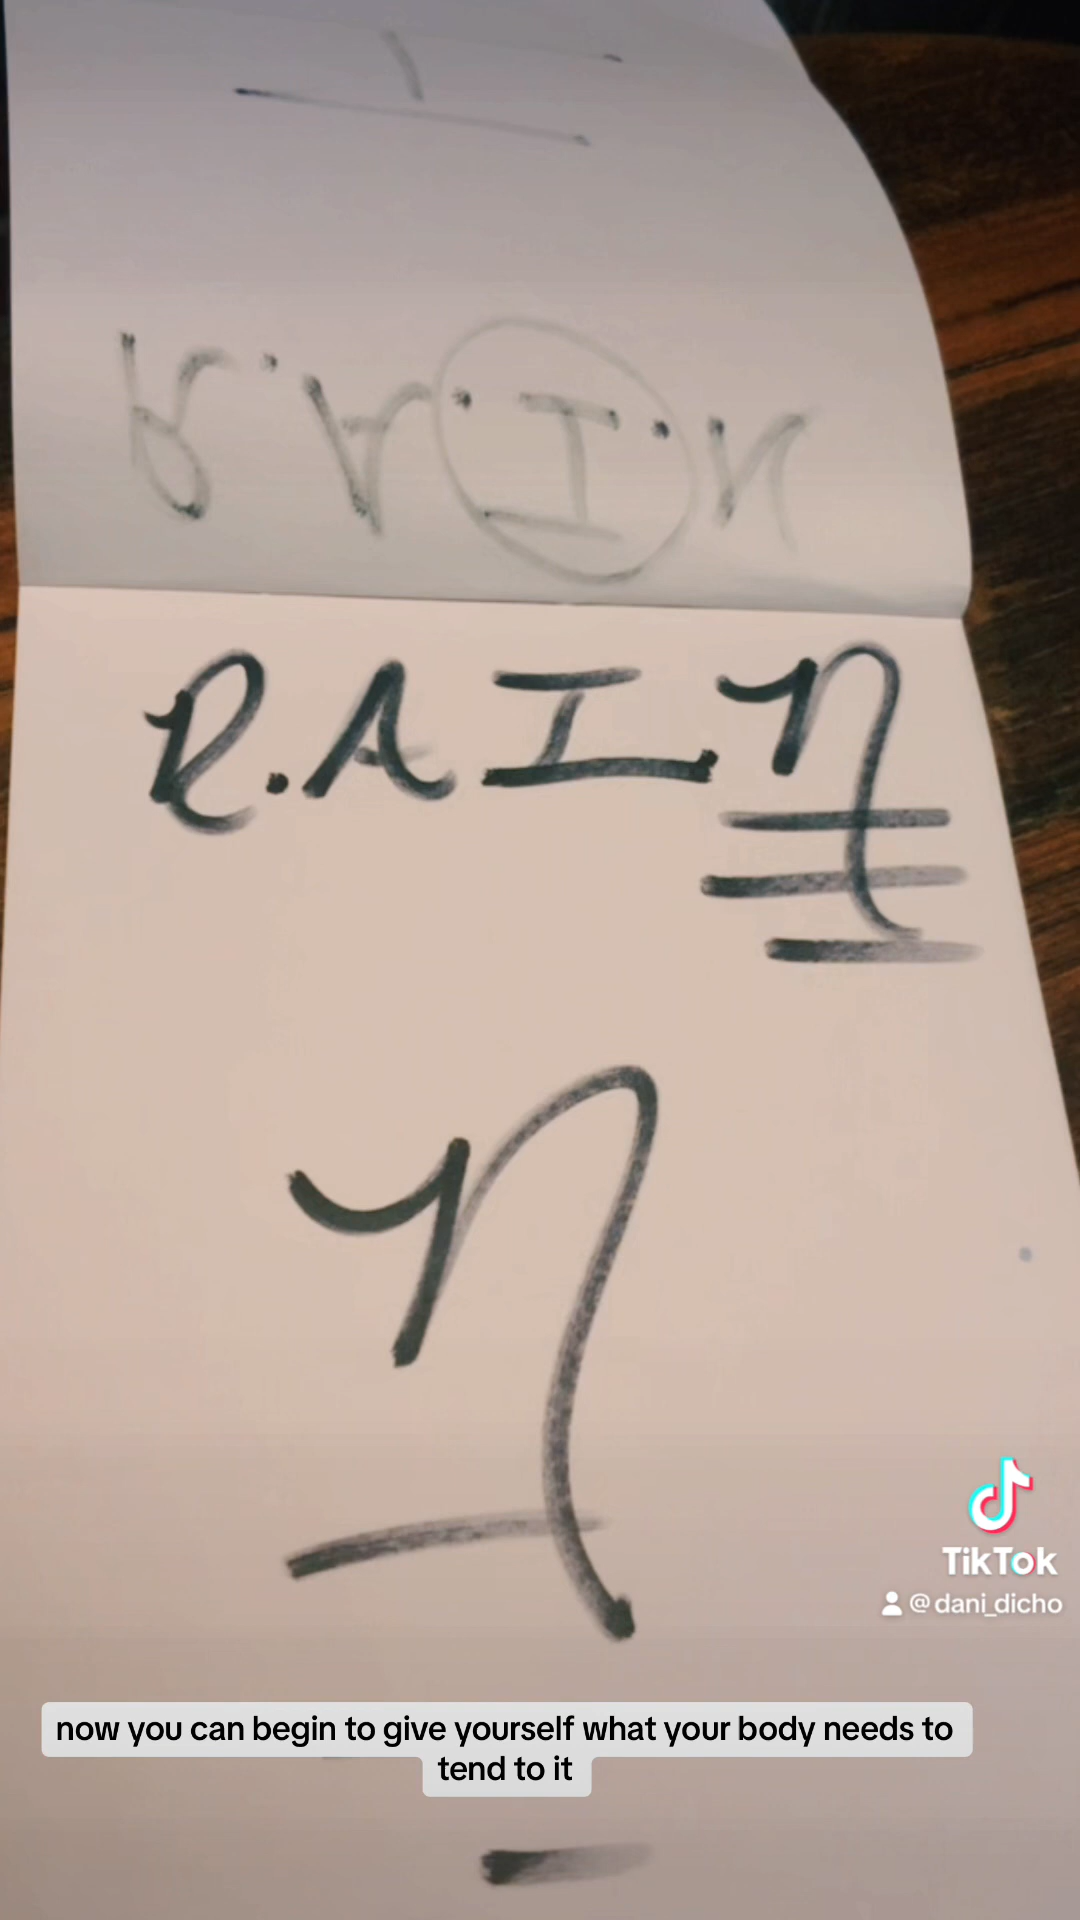 R.A.I.N
R.A I.n
n
TikTok
@dani_dicho
now you can begin to give yourself what your body needs to
tend to it